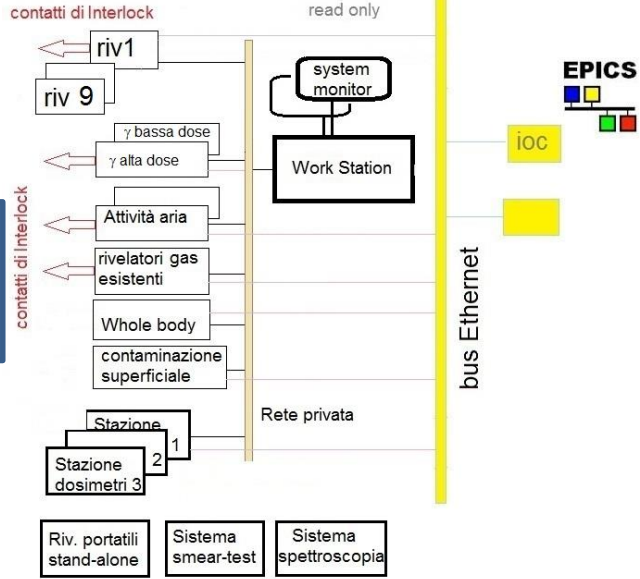 contatti di Interlock
read only
riv1
riv 9
system
monitor
EPICS
γ bassa dose
γ alta dose
Work Station
ioc
contatti di Interlock
Attività aria
rivelatori gas
esistenti
Whole body
contaminazione
superficiale
bus Ethernet
Rete privata
Stazione
1
2
Stazione
dosimetri 3
Riv. portatili
stand-alone
Sistema
smear-test
Sistema
spettroscopia